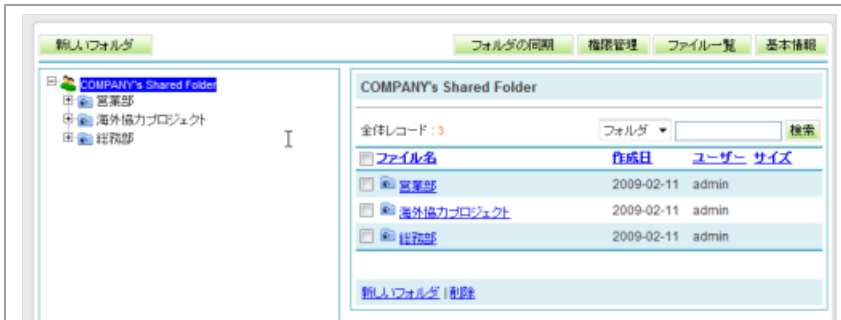 新しいフォルダ フォルダの同期 権限管理 ファイル一覧 基本情報
COMPANY's Shared Folder
営業部
海外協力プロジェクト
総務部
COMPANY's Shared Folder
全体レコード : 3 フォルダ 検索
ファイル名 作成日 ユーザー サイズ
営業部 2009-02-11 admin
海外協力プロジェクト 2009-02-11 admin
総務部 2009-02-11 admin
新しいフォルダ | 削除